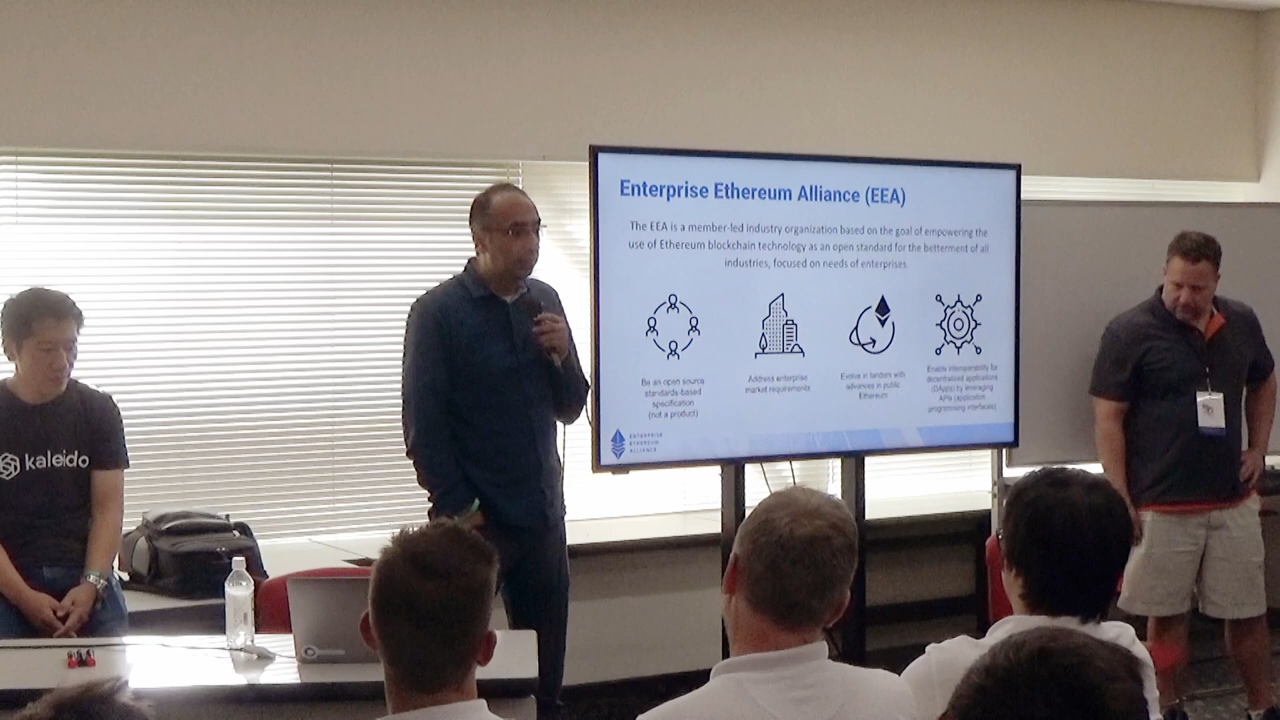 Enterprise Ethereum Alliance (EEA)
The EEA is a member-led industry organization based on the goal of empowering the
use of Ethereum blockchain technology as an open standard for the betterment of all
industries, focused on needs of enterprises.
Be an open source
standards-based
specification
(not a product)
Address enterprise
market requirements
Evolve in tandem with
advances in public
Ethereum
Enable interoperability for
decentralized applications
(DApps) by leveraging
APIs (application
programming interfaces)
ENTERPRISE
ETHEREUM
ALLIANCE
kaleido